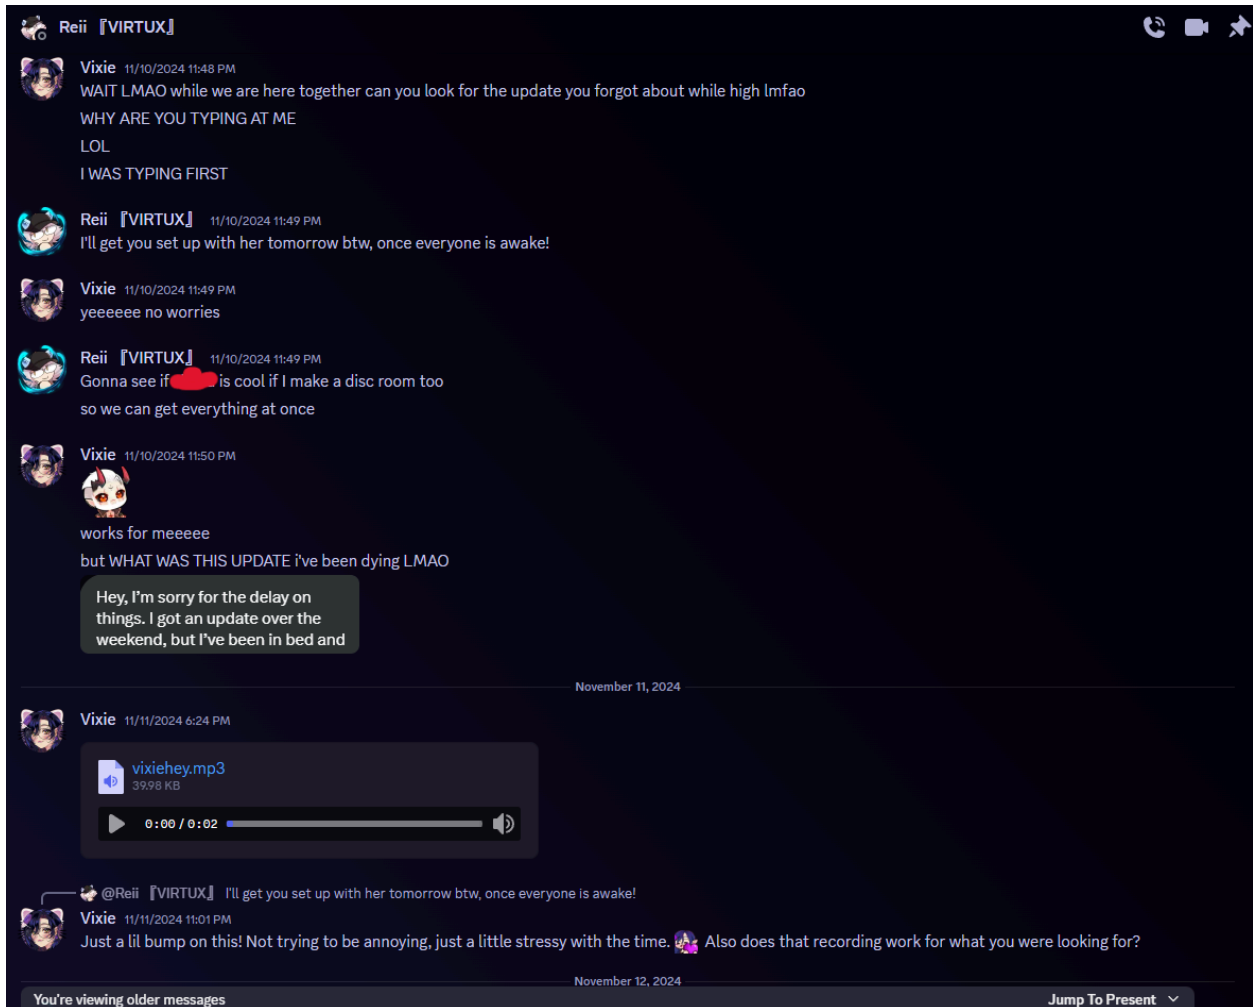 Reii 『VIRTUX』
Vixie 11/10/2024 11:48 PM
WAIT LMAO while we are here together can you look for the update you forgot about while high lmfao
WHY ARE YOU TYPING AT ME
LOL
I WAS TYPING FIRST
Reii 『VIRTUX』 11/10/2024 11:49 PM
I'll get you set up with her tomorrow btw, once everyone is awake!
Vixie 11/10/2024 11:49 PM
yeeeeee no worries
Reii 『VIRTUX』 11/10/2024 11:49 PM
Gonna see if is cool if I make a disc room too
so we can get everything at once
Vixie 11/10/2024 11:50 PM
works for meeeee
but WHAT WAS THIS UPDATE i've been dying LMAO
Hey, I'm sorry for the delay on
things. I got an update over the
weekend, but I've been in bed and
November 11, 2024
Vixie 11/11/2024 6:24 PM
vixiehey.mp3
39.98 KB
0:00 / 0:02
@Reii 『VIRTUX』 I'll get you set up with her tomorrow btw, once everyone is awake!
Vixie 11/11/2024 11:01 PM
Just a lil bump on this! Not trying to be annoying, just a little stressy with the time. Also does that recording work for what you were looking for?
November 12, 2024
You're viewing older messages Jump To Present